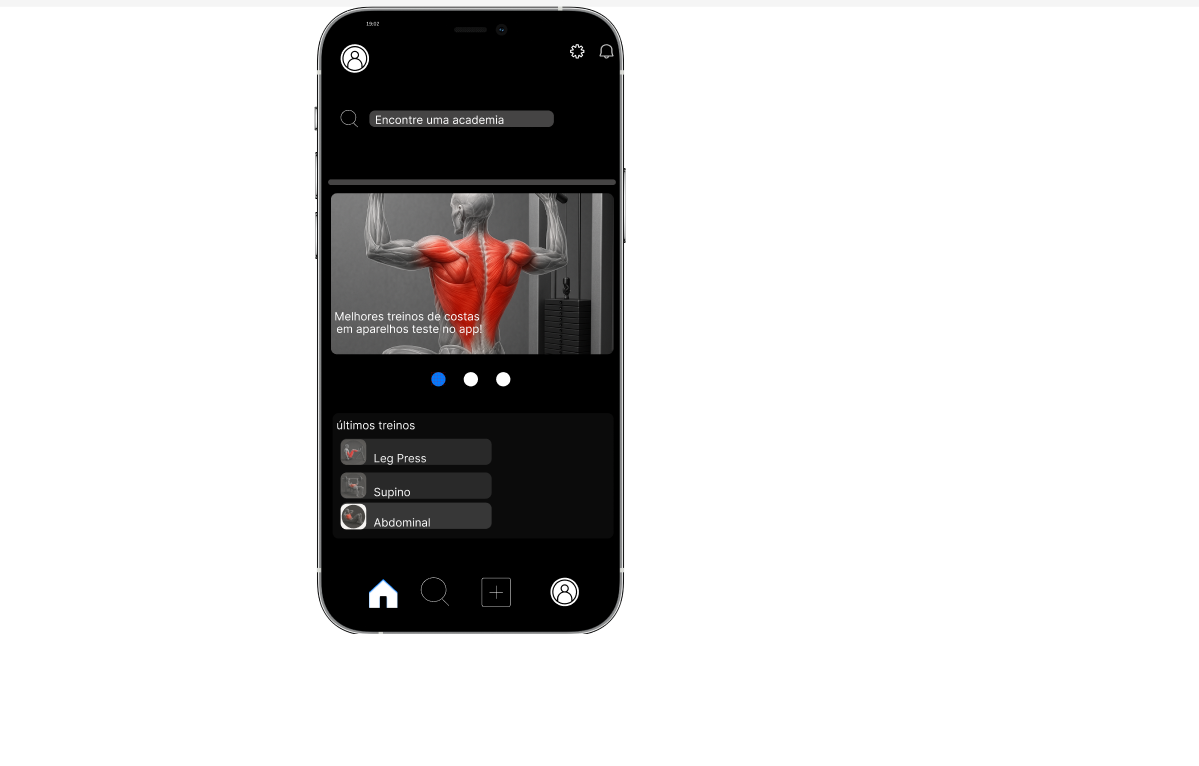 19:02
Encontre uma academia
Melhores treinos de costas
em aparelhos teste no app!
últimos treinos
Leg Press
Supino
Abdominal